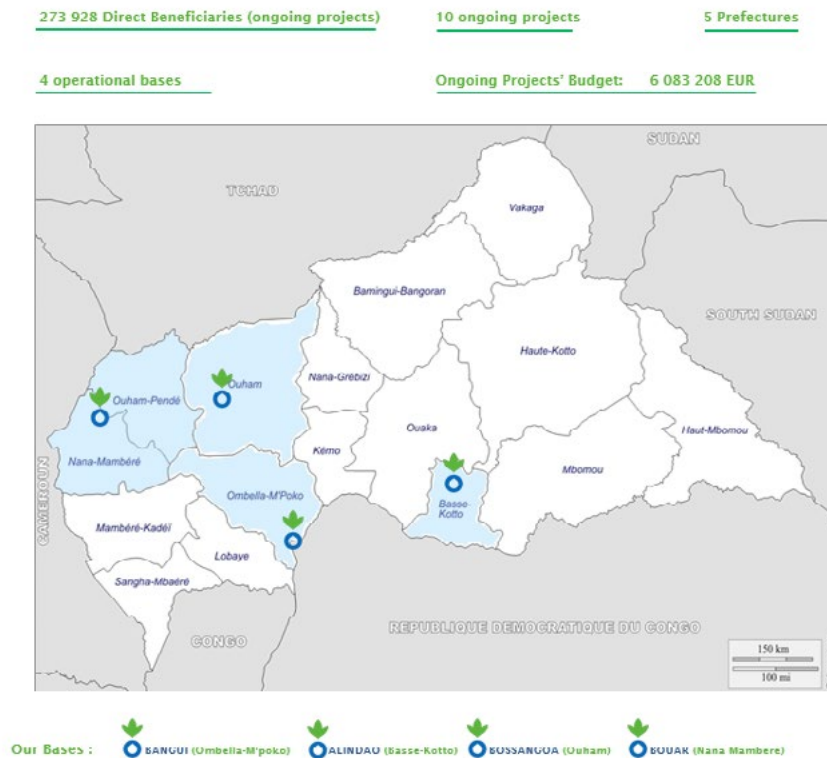 273 928 Direct Beneficiaries (ongoing projects) 10 ongoing projects 5 Prefectures
4 operational bases Ongoing Projects' Budget: 6 083 208 EUR
SUDAN
TCHAD
Vakaga
Bamingui-Bangoran
SOUTH SUDAN
Haute-Kotto
Nana-Grébizi
Ouham
Ouham-Pendé
Ouaka
Haut-Mbomou
Kémo
Nana-Mambéré
Mbomou
Ombella-M'Poko
Basse
Kotto
CAMEROUN
Mambéré-Kadéï
Lobaye
Sangha-Mbaéré
REPUBLIQUE DEMOCRATIQUE DU CONGO
CONGO
150 km
100 mi
Our Bases : BANGUI (Ombella-M'poko) ALINDAO (Basse-Kotto) BOSSANGOA (Ouham) BOUAR (Nana Mambere)